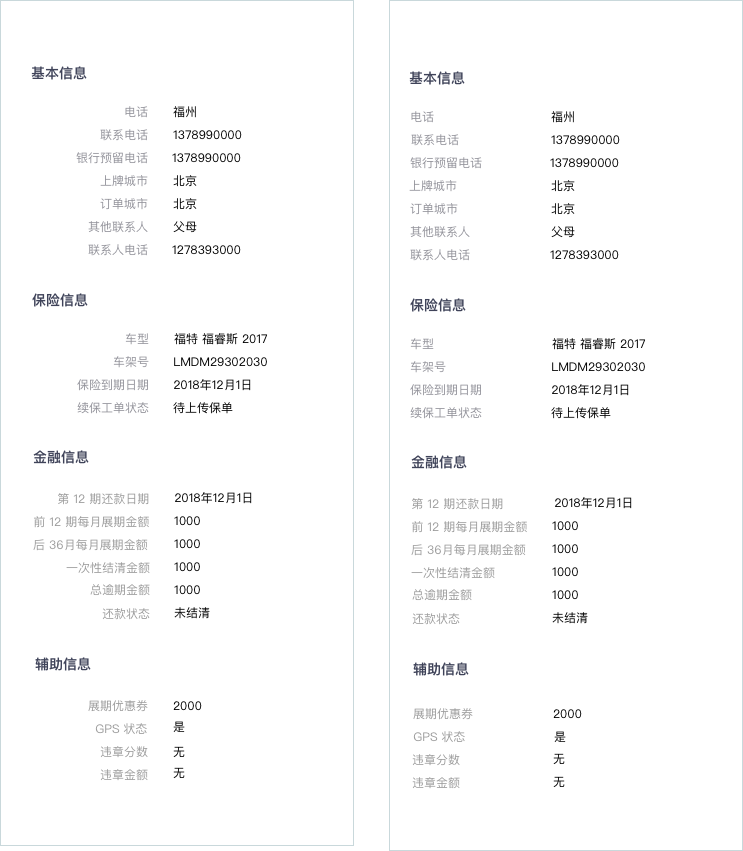 基本信息
电话 福州
联系电话 1378990000
银行预留电话 1378990000
上牌城市 北京
订单城市 北京
其他联系人 父母
联系人电话 1278393000
保险信息
车型 福特 福睿斯 2017
车架号 LMDM29302030
保险到期日期 2018年12月1日
续保工单状态 待上传保单
金融信息
第 12 期还款日期 2018年12月1日
前 12 期每月展期金额 1000
后 36月每月展期金额 1000
一次性结清金额 1000
总逾期金额 1000
还款状态 未结清
辅助信息
展期优惠券 2000
GPS 状态 是
违章分数 无
违章金额 无
基本信息
电话 福州
联系电话 1378990000
银行预留电话 1378990000
上牌城市 北京
订单城市 北京
其他联系人 父母
联系人电话 1278393000
保险信息
车型 福特 福睿斯 2017
车架号 LMDM29302030
保险到期日期 2018年12月1日
续保工单状态 待上传保单
金融信息
第 12 期还款日期 2018年12月1日
前 12 期每月展期金额 1000
后 36月每月展期金额 1000
一次性结清金额 1000
总逾期金额 1000
还款状态 未结清
辅助信息
展期优惠券 2000
GPS 状态 是
违章分数 无
违章金额 无